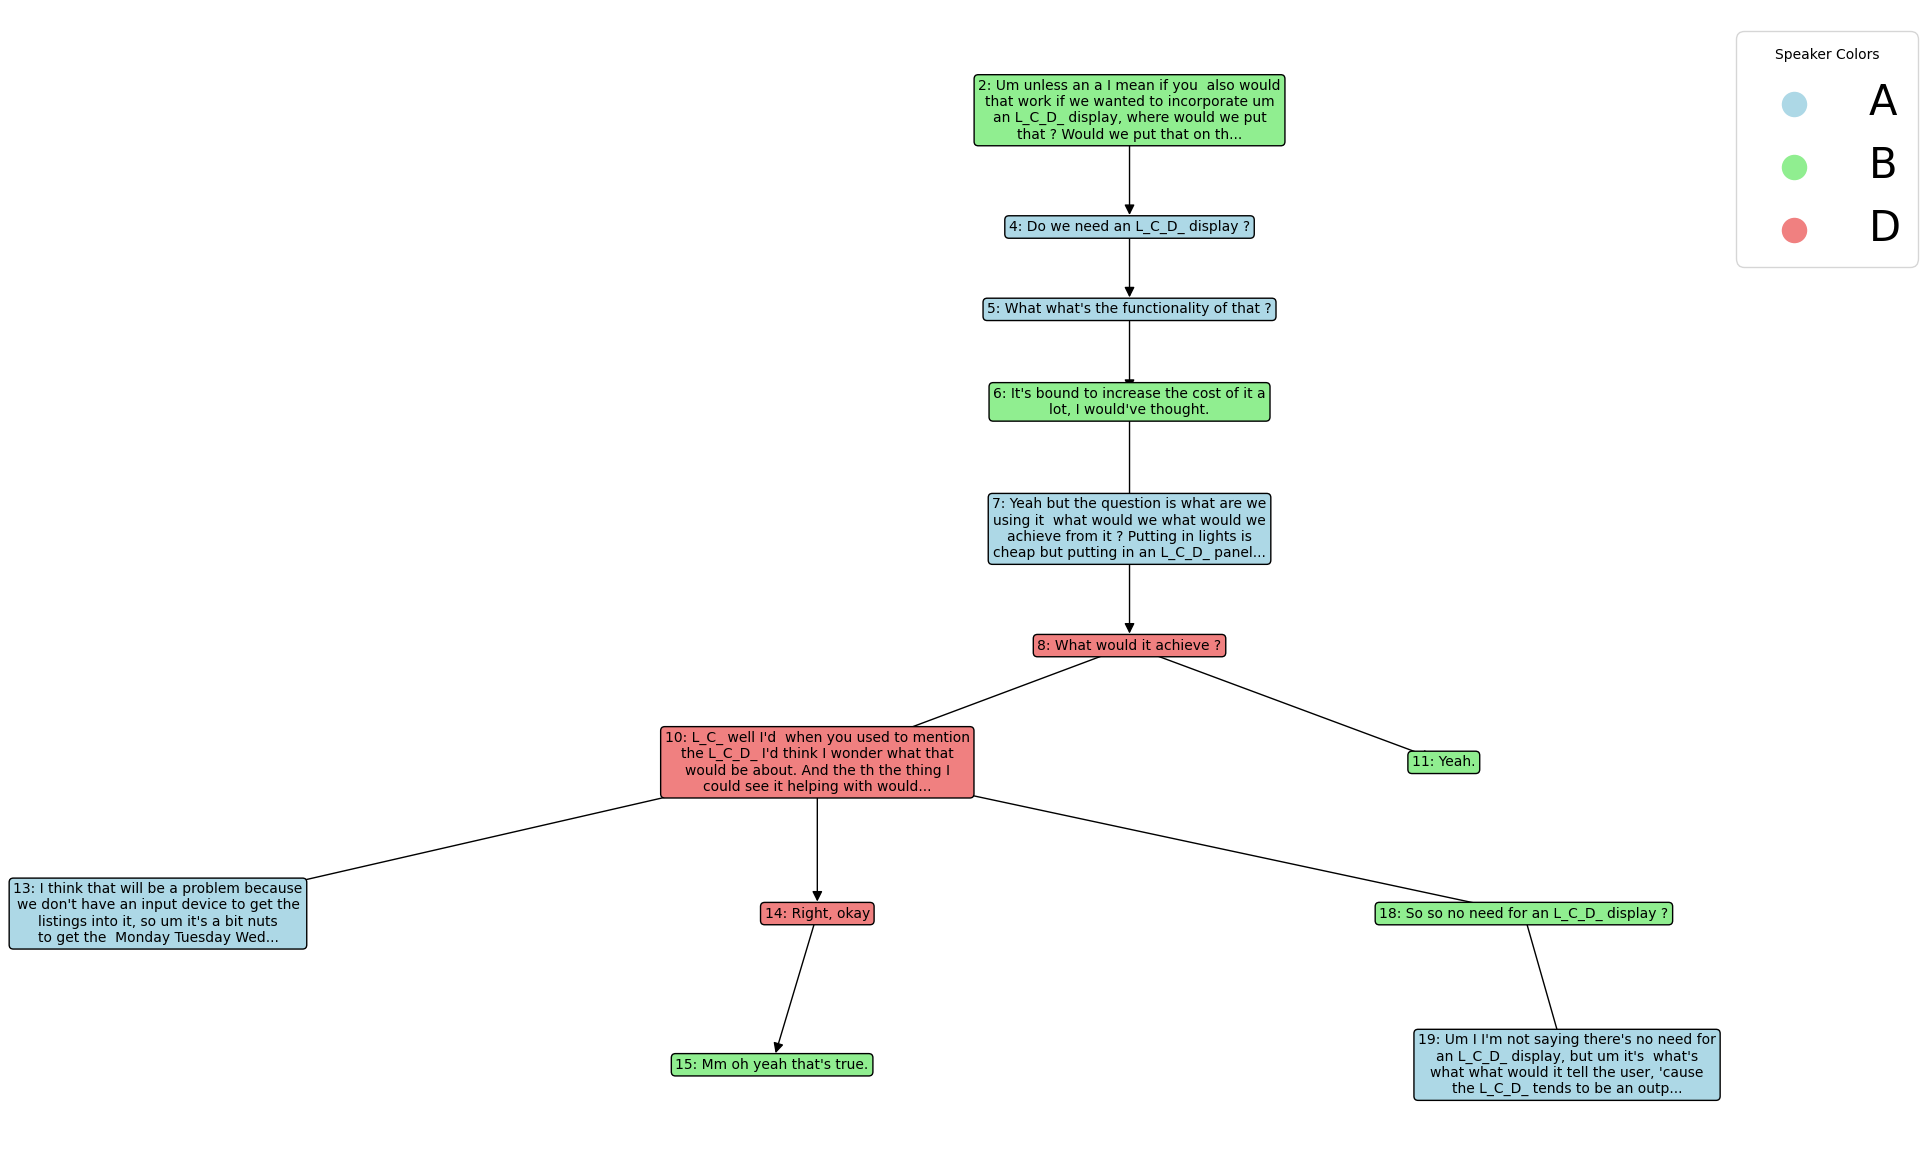 Speaker Colors
A
B
D
2: Um unless an a I mean if you  also would
that work if we wanted to incorporate um
an L_C_D_ display, where would we put
that ? Would we put that on th...
4: Do we need an L_C_D_ display ?
5: What what's the functionality of that ?
6: It's bound to increase the cost of it a
lot, I would've thought.
7: Yeah but the question is what are we
using it  what would we what would we
achieve from it ? Putting in lights is
cheap but putting in an L_C_D_ panel...
8: What would it achieve ?
10: L_C_ well I'd  when you used to mention
the L_C_D_ I'd think I wonder what that
would be about. And the th the thing I
could see it helping with would...
11: Yeah.
13: I think that will be a problem because
we don't have an input device to get the
listings into it, so um it's a bit nuts
to get the  Monday Tuesday Wed...
14: Right, okay
18: So so no need for an L_C_D_ display ?
15: Mm oh yeah that's true.
19: Um I I'm not saying there's no need for
an L_C_D_ display, but um it's  what's
what what would it tell the user, 'cause
the L_C_D_ tends to be an outp...